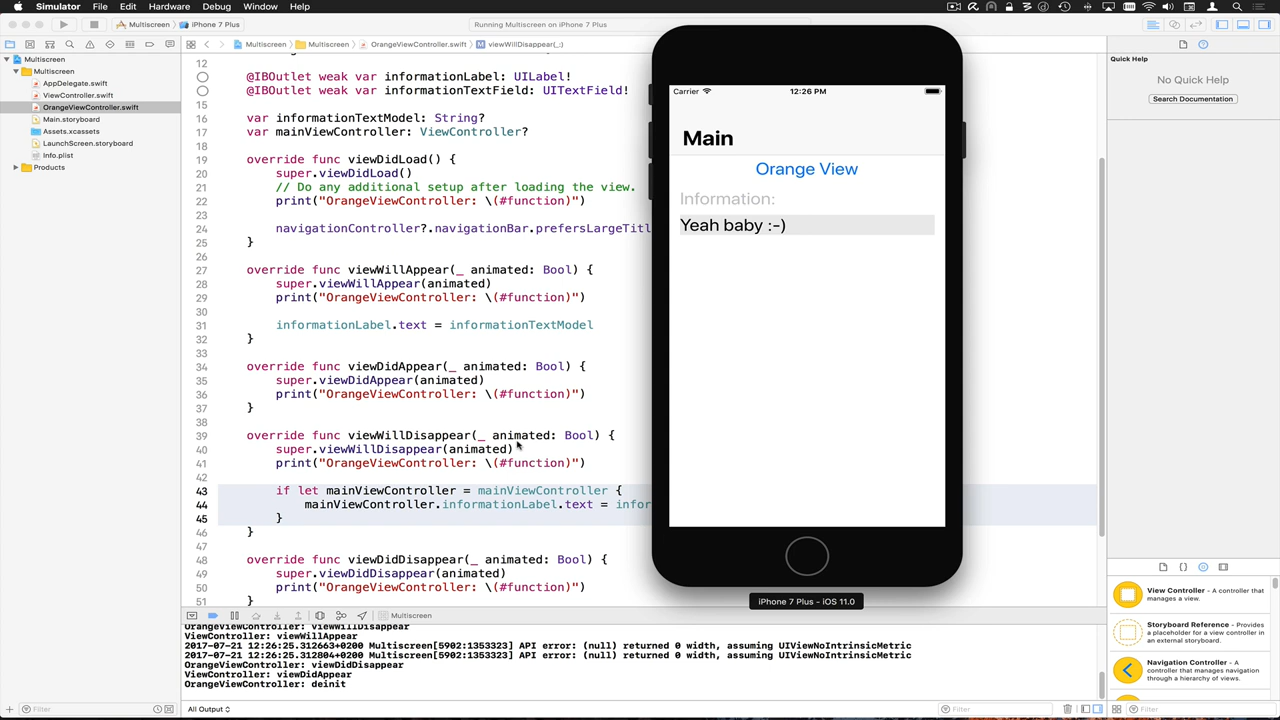 Simulator File Edit Hardware Debug Window Help
Multiscreen iPhone 7 Plus Running Multiscreen on iPhone 7 Plus
Multiscreen Multiscreen OrangeViewController.swift M viewWillDisappear(_:)
Multiscreen
Multiscreen
AppDelegate.swift
ViewController.swift
OrangeViewController.swift
Main.storyboard
Assets.xcassets
LaunchScreen.storyboard
Info.plist
Products
12
@IBOutlet weak var informationLabel: UILabel!
@IBOutlet weak var informationTextField: UITextField!
15
16 var informationTextModel: String?
17 var mainViewController: ViewController?
18
19 override func viewDidLoad() {
20 super.viewDidLoad()
21 // Do any additional setup after loading the view.
22 print("OrangeViewController: \(#function)")
23
24 navigationController?.navigationBar.prefersLargeTitl
25 }
26
27 override func viewWillAppear(_ animated: Bool) {
28 super.viewWillAppear(animated)
29 print("OrangeViewController: \(#function)")
30
31 informationLabel.text = informationTextModel
32 }
33
34 override func viewDidAppear(_ animated: Bool) {
35 super.viewDidAppear(animated)
36 print("OrangeViewController: \(#function)")
37 }
38
39 override func viewWillDisappear(_ animated: Bool) {
40 super.viewWillDisappear(animated)
41 print("OrangeViewController: \(#function)")
42
43 if let mainViewController = mainViewController {
44 mainViewController.informationLabel.text = infor
45 }
46 }
47
48 override func viewDidDisappear(_ animated: Bool) {
49 super.viewDidDisappear(animated)
50 print("OrangeViewController: \(#function)")
51 }
Carrier 12:26 PM
Main
Orange View
Information:
Yeah baby :-)
iPhone 7 Plus - iOS 11.0
Multiscreen
OrangeViewController: viewWillDisappear
ViewController: viewWillAppear
2017-07-21 12:26:25.312663+0200 Multiscreen[5902:1353323] API error: (null) returned 0 width, assuming UIViewNoIntrinsicMetric
2017-07-21 12:26:25.312804+0200 Multiscreen[5902:1353323] API error: (null) returned 0 width, assuming UIViewNoIntrinsicMetric
OrangeViewController: viewDidDisappear
ViewController: viewDidAppear
OrangeViewController: deinit
Filter
All Output
Filter
Quick Help
No Quick Help
Search Documentation
View Controller - A controller that manages a view.
Storyboard Reference - Provides a placeholder for a view controller in an external storyboard.
Navigation Controller - A controller that manages navigation through a hierarchy of views.
Filter